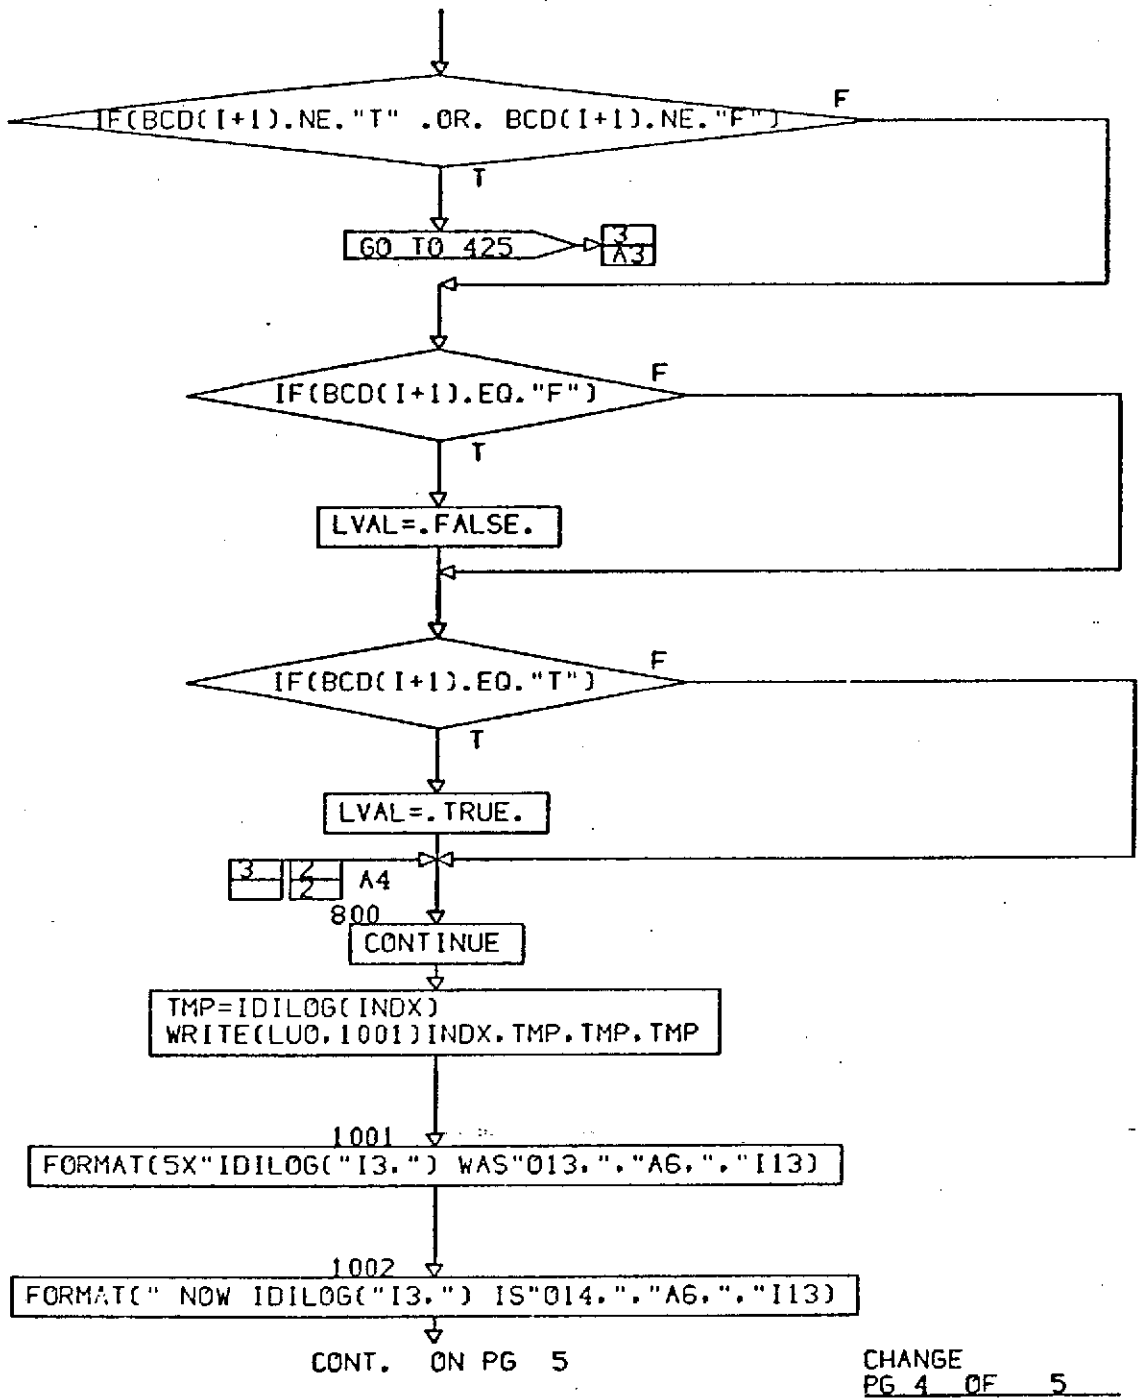 IF(BCD(I+1).NE."T" .OR. BCD(I+1).NE."F")
F
T
GO TO 425
3
A3
IF(BCD(I+1).EQ."F")
F
T
LVAL=.FALSE.
IF(BCD(I+1).EQ."T")
F
T
LVAL=.TRUE.
3 2
2 A4
800
CONTINUE
TMP=IDILOG(INDX)
WRITE(LUO,1001)INDX,TMP,TMP,TMP
1001
FORMAT(5X"IDILOG("I3,") WAS"O13,","A6,","I13)
1002
FORMAT(" NOW IDILOG("I3,") IS"O14,","A6,","I13)
CONT. ON PG 5
CHANGE
PG 4 OF 5